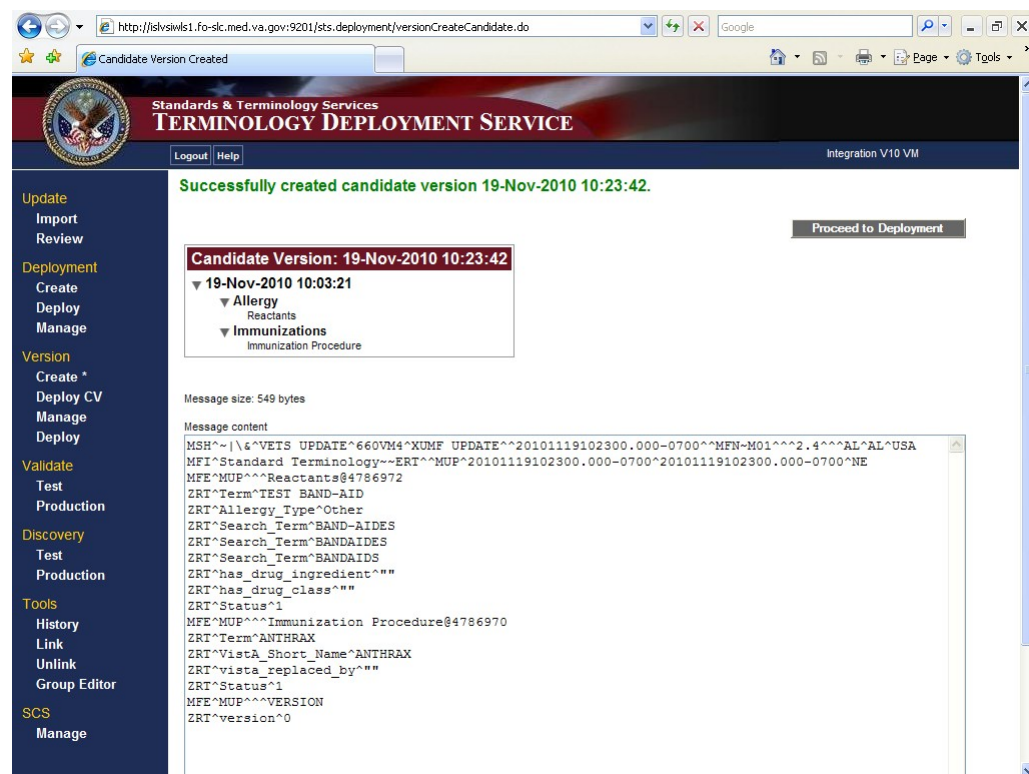 http://islvsiwls1.fo-slc.med.va.gov:9201/sts.deployment/versionCreateCandidate.do
Google
Candidate Version Created
Page
Tools
Standards & Terminology Services
TERMINOLOGY DEPLOYMENT SERVICE
Logout
Help
Integration V10 VM
Update
Import
Review
Deployment
Create
Deploy
Manage
Version
Create *
Deploy CV
Manage
Deploy
Validate
Test
Production
Discovery
Test
Production
Tools
History
Link
Unlink
Group Editor
SCS
Manage
Successfully created candidate version 19-Nov-2010 10:23:42.
Proceed to Deployment
Candidate Version: 19-Nov-2010 10:23:42
19-Nov-2010 10:03:21
Allergy
Reactants
Immunizations
Immunization Procedure
Message size: 549 bytes
Message content
MSH^~|\&^VETS UPDATE^660VM4^XUMF UPDATE^^20101119102300.000-0700^^MFN~M01^^^2.4^^^AL^AL^USA
MFI^Standard Terminology~~ERT^^MUP^20101119102300.000-0700^20101119102300.000-0700^NE
MFE^MUP^^^Reactants@4786972
ZRT^Term^TEST BAND-AID
ZRT^Allergy_Type^Other
ZRT^Search_Term^BAND-AIDES
ZRT^Search_Term^BANDAIDES
ZRT^Search_Term^BANDAIDS
ZRT^has_drug_ingredient^""
ZRT^has_drug_class^""
ZRT^Status^1
MFE^MUP^^^Immunization Procedure@4786970
ZRT^Term^ANTHRAX
ZRT^VistA_Short_Name^ANTHRAX
ZRT^vista_replaced_by^""
ZRT^Status^1
MFE^MUP^^^VERSION
ZRT^version^0